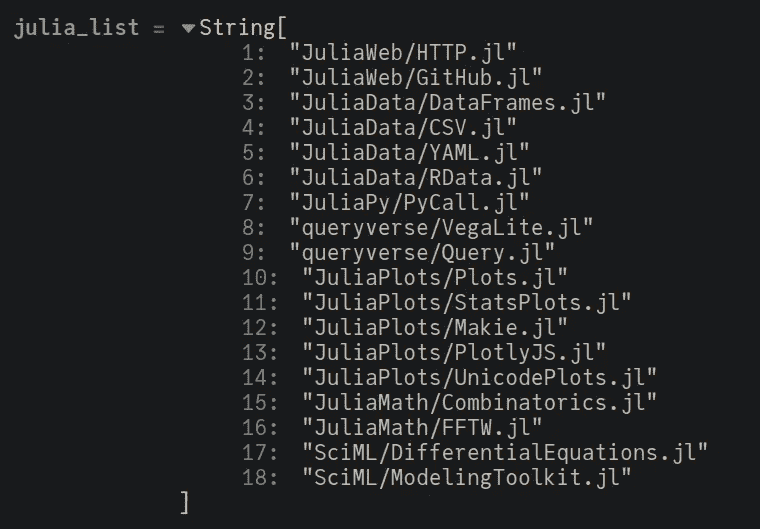 julia_list = ▼String[
1: "JuliaWeb/HTTP.jl"
2: "JuliaWeb/GitHub.jl"
3: "JuliaData/DataFrames.jl"
4: "JuliaData/CSV.jl"
5: "JuliaData/YAML.jl"
6: "JuliaData/RData.jl"
7: "JuliaPy/PyCall.jl"
8: "queryverse/VegaLite.jl"
9: "queryverse/Query.jl"
10: "JuliaPlots/Plots.jl"
11: "JuliaPlots/StatsPlots.jl"
12: "JuliaPlots/Makie.jl"
13: "JuliaPlots/PlotlyJS.jl"
14: "JuliaPlots/UnicodePlots.jl"
15: "JuliaMath/Combinatorics.jl"
16: "JuliaMath/FFTW.jl"
17: "SciML/DifferentialEquations.jl"
18: "SciML/ModelingToolkit.jl"
]